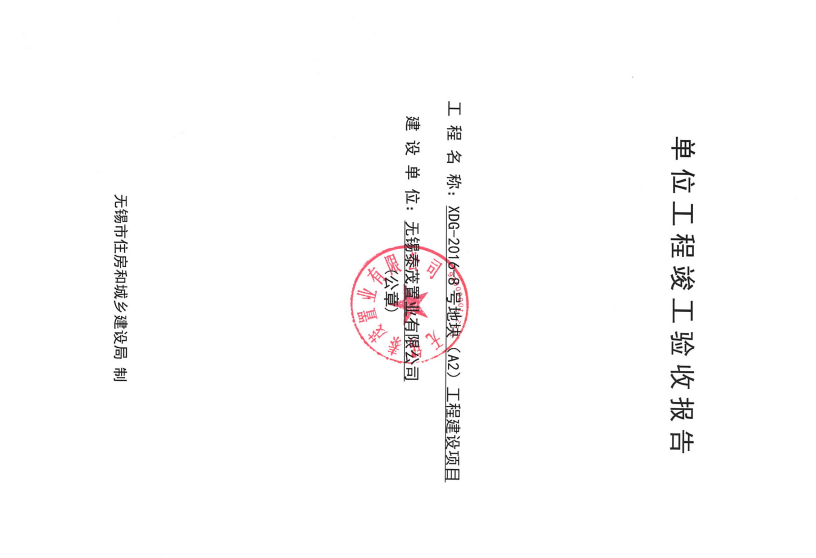 单位工程竣工验收报告
工 程 名 称: XDG-2016-8 号地块（A2）工程建设项目
建 设 单 位: 无锡泰茂置业有限公司
（公章）
无锡市住房和城乡建设局 制